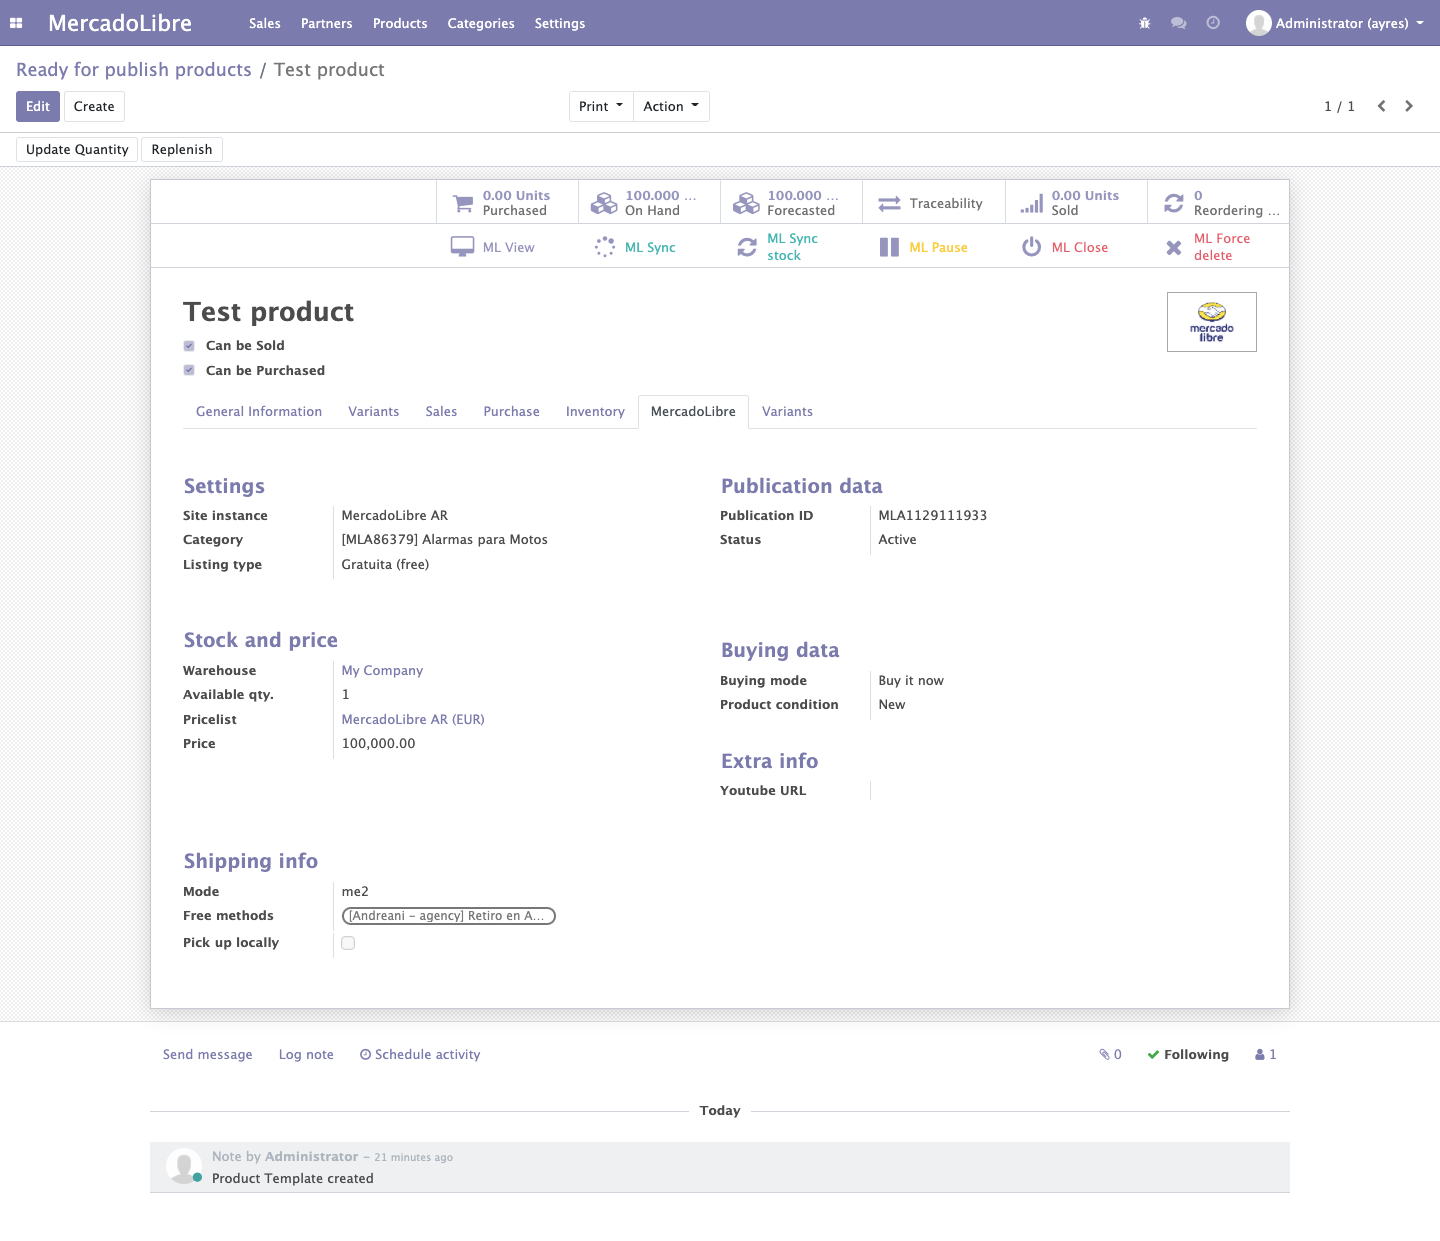 MercadoLibre Sales Partners Products Categories Settings Administrator (ayres)
Ready for publish products / Test product
Edit Create Print Action 1 / 1
Update Quantity Replenish
0.00 Units Purchased
100.000 ... On Hand
100.000 ... Forecasted
Traceability
0.00 Units Sold
0 Reordering ...
ML View
ML Sync
ML Sync stock
ML Pause
ML Close
ML Force delete
Test product
mercado
libre
Can be Sold
Can be Purchased
General Information Variants Sales Purchase Inventory MercadoLibre Variants
Settings
Site instance MercadoLibre AR
Category [MLA86379] Alarmas para Motos
Listing type Gratuita (free)
Publication data
Publication ID MLA1129111933
Status Active
Stock and price
Warehouse My Company
Available qty. 1
Pricelist MercadoLibre AR (EUR)
Price 100,000.00
Buying data
Buying mode Buy it now
Product condition New
Extra info
Youtube URL
Shipping info
Mode me2
Free methods [Andreani - agency] Retiro en A...
Pick up locally
Send message Log note Schedule activity 0 Following 1
Today
Note by Administrator - 21 minutes ago
Product Template created